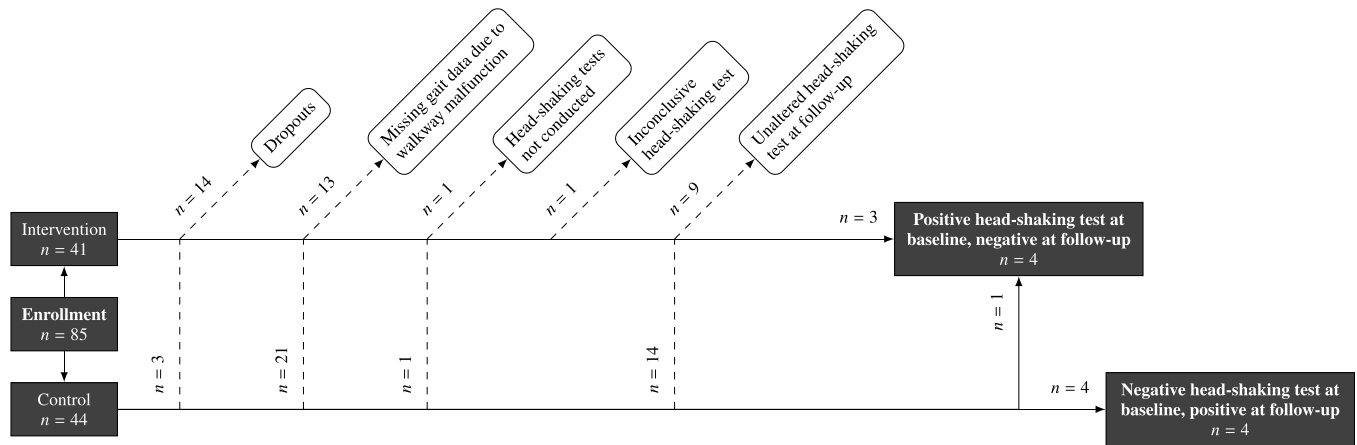 Dropouts
Missing gait data due to
walkway malfunction
Head-shaking tests
not conducted
Inconclusive
head-shaking test
Unaltered head-shaking
test at follow-up
n = 14
n = 13
n = 1
n = 1
n = 9
Intervention
n = 41
n = 3
Positive head-shaking test at
baseline, negative at follow-up
n = 4
Enrollment
n = 85
n = 1
n = 3
n = 21
n = 1
n = 14
Control
n = 44
n = 4
Negative head-shaking test at
baseline, positive at follow-up
n = 4